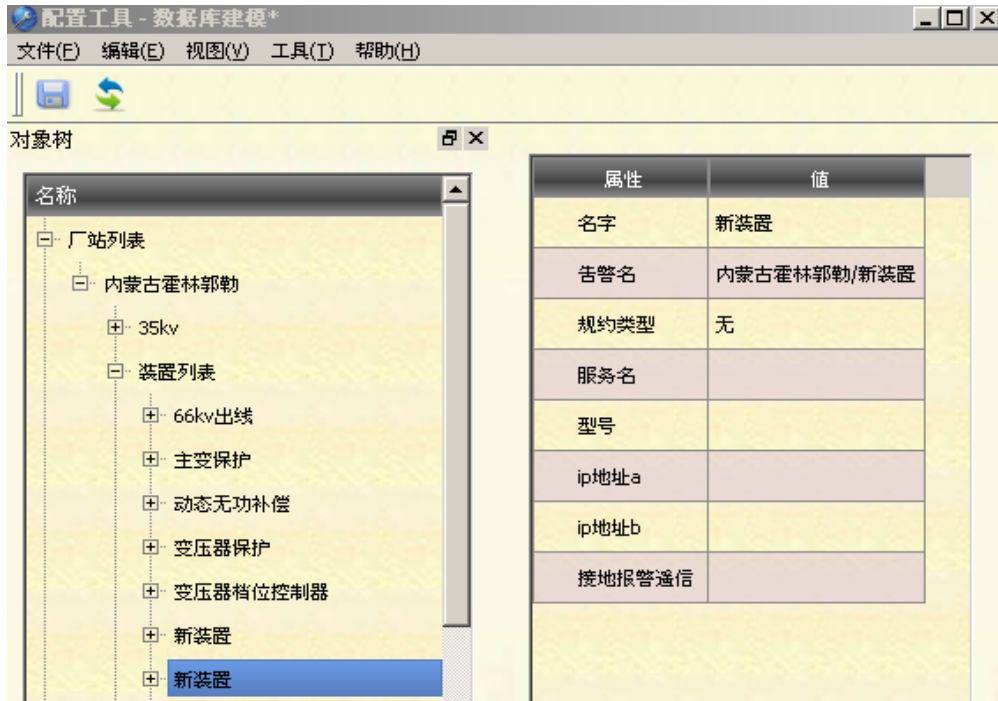 配置工具 - 数据库建模*
文件(F) 编辑(E) 视图(V) 工具(T) 帮助(H)
对象树
名称
厂站列表
内蒙古霍林郭勒
35kv
装置列表
66kv出线
主变保护
动态无功补偿
变压器保护
变压器档位控制器
新装置
新装置
属性 值
名字 新装置
告警名 内蒙古霍林郭勒/新装置
规约类型 无
服务名
型号
ip地址a
ip地址b
接地报警遥信